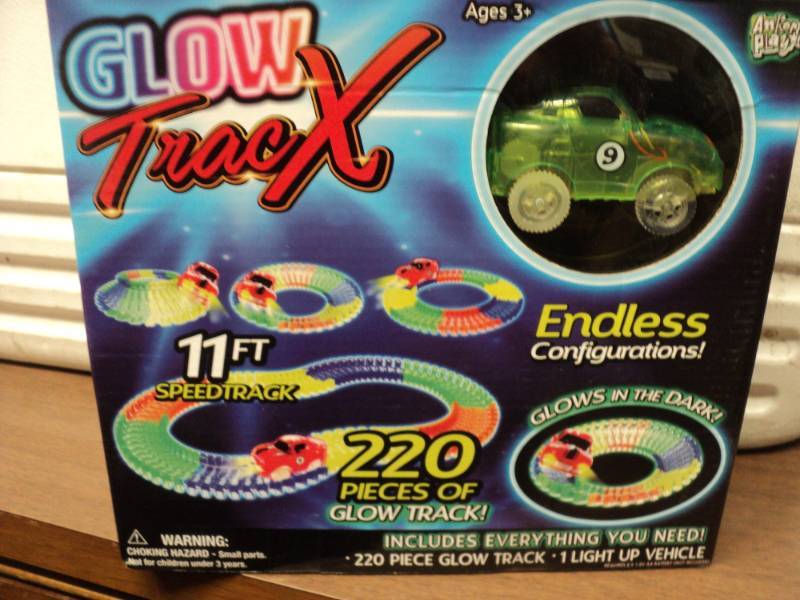 Ages 3+
GLOW
TracX
9
Endless
Configurations!
11FT
SPEEDTRACK
GLOWS IN THE DARK!
220
PIECES OF
GLOW TRACK!
WARNING:
CHOKING HAZARD - Small parts.
Not for children under 3 years.
INCLUDES EVERYTHING YOU NEED!
• 220 PIECE GLOW TRACK • 1 LIGHT UP VEHICLE